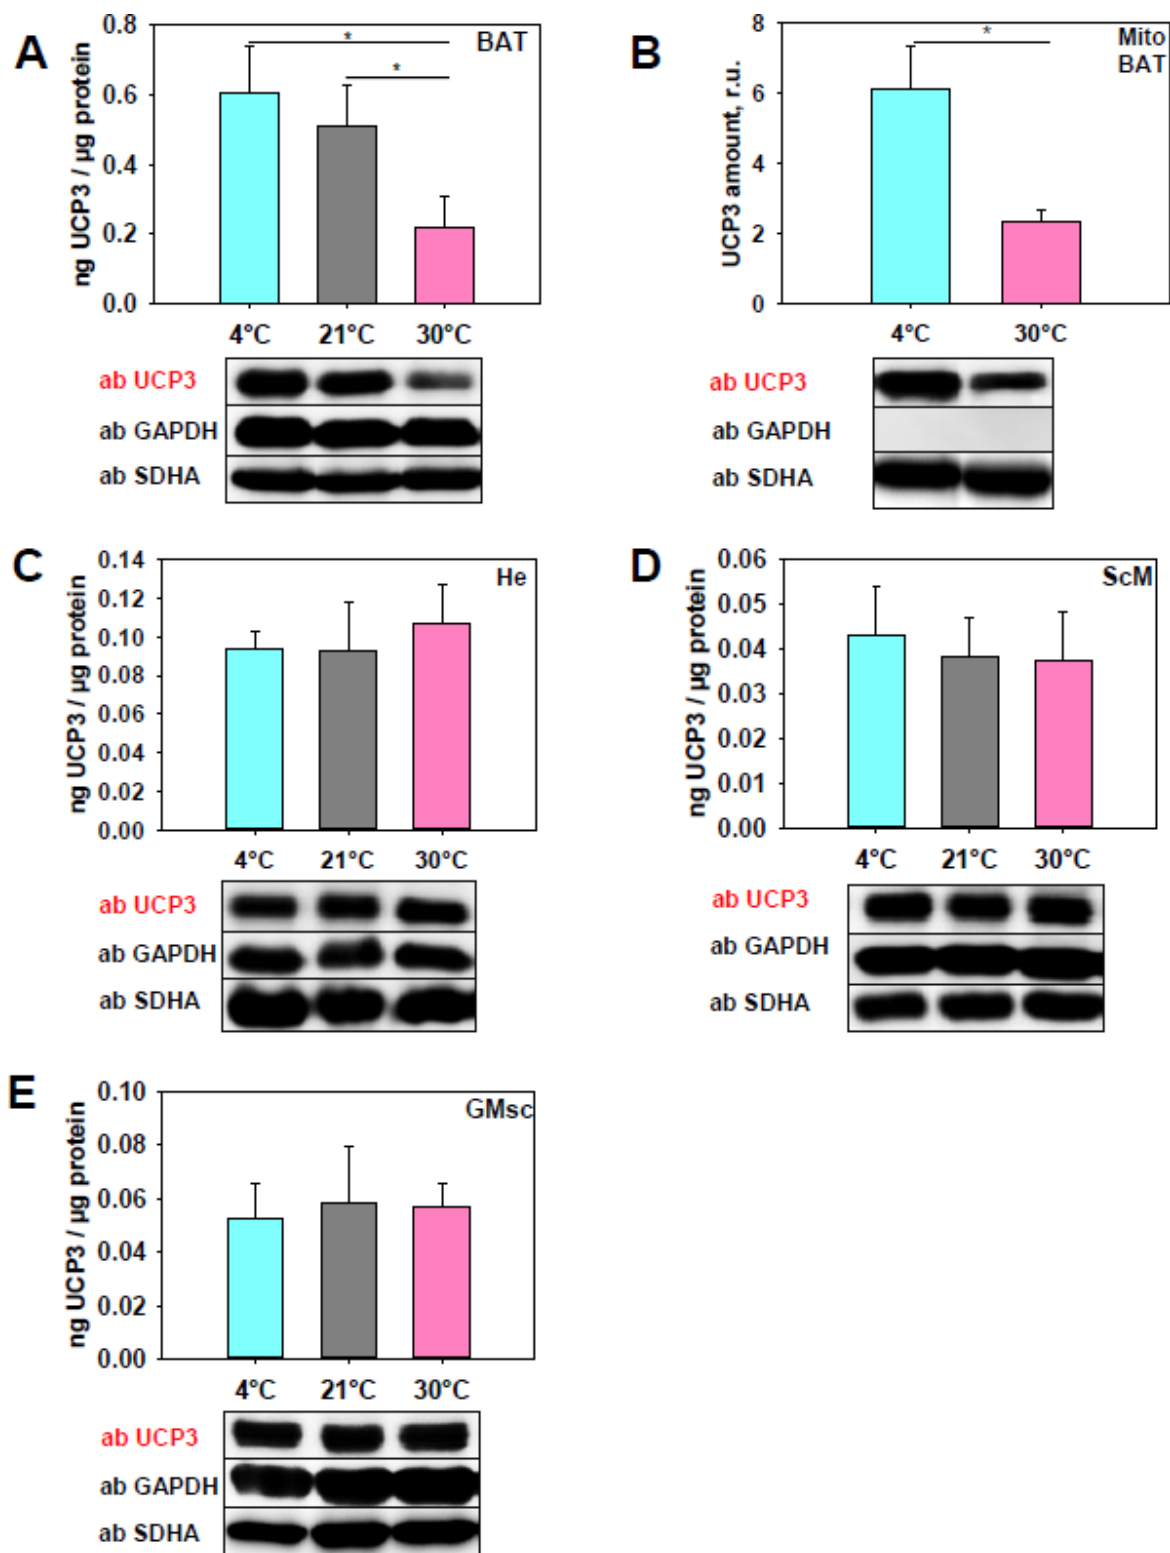 A
ng UCP3 / µg protein
0.8
0.6
0.4
0.2
0.0
*
*
BAT
4°C 21°C 30°C
ab UCP3
ab GAPDH
ab SDHA
B
UCP3 amount, r.u.
8
6
4
2
0
*
Mito
BAT
4°C 30°C
ab UCP3
ab GAPDH
ab SDHA
C
ng UCP3 / µg protein
0.14
0.12
0.10
0.08
0.06
0.04
0.02
0.00
He
4°C 21°C 30°C
ab UCP3
ab GAPDH
ab SDHA
D
ng UCP3 / µg protein
0.06
0.05
0.04
0.03
0.02
0.01
0.00
ScM
4°C 21°C 30°C
ab UCP3
ab GAPDH
ab SDHA
E
ng UCP3 / µg protein
0.10
0.08
0.06
0.04
0.02
0.00
GMsc
4°C 21°C 30°C
ab UCP3
ab GAPDH
ab SDHA